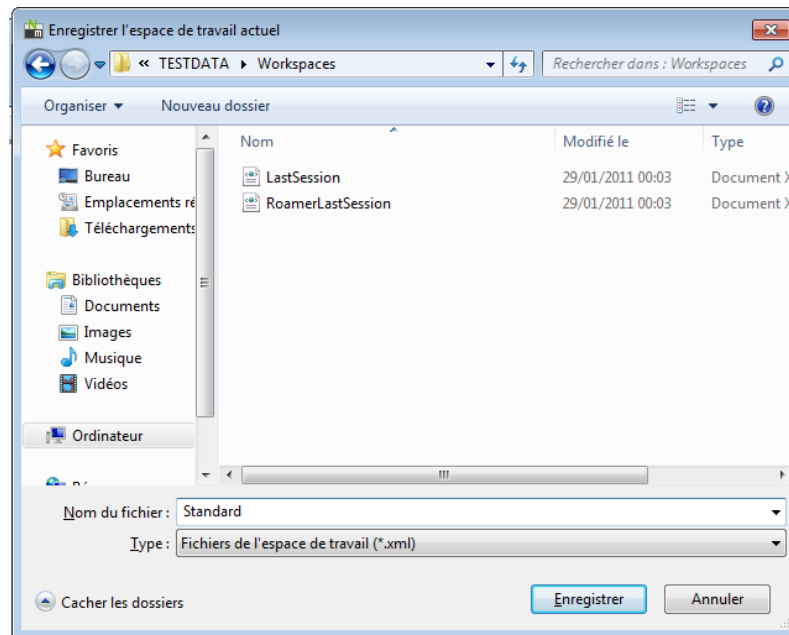 Enregistrer l'espace de travail actuel
« TESTDATA Workspaces
Rechercher dans : Workspaces
Organiser Nouveau dossier
Nom Modifié le Type
Favoris
Bureau
Emplacements ré
Téléchargements
Bibliothèques
Documents
Images
Musique
Vidéos
Ordinateur
LastSession 29/01/2011 00:03 Document X
RoamerLastSession 29/01/2011 00:03 Document X
Nom du fichier : Standard
Type : Fichiers de l'espace de travail (*.xml)
Cacher les dossiers
Enregistrer Annuler